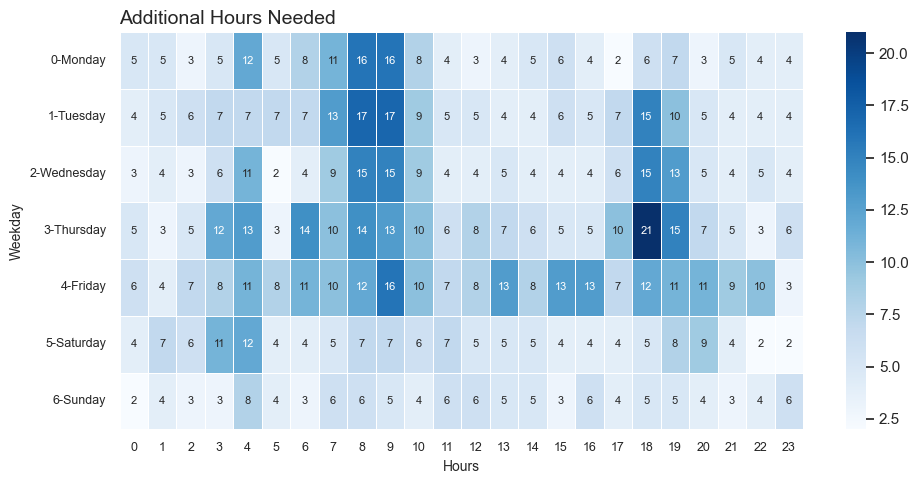 Additional Hours Needed
0-Monday 5 5 3 5 12 5 8 11 16 16 8 4 3 4 5 6 4 2 6 7 3 5 4 4
1-Tuesday 4 5 6 7 7 7 7 13 17 17 9 5 5 4 4 6 5 7 15 10 5 4 4 4
2-Wednesday 3 4 3 6 11 2 4 9 15 15 9 4 4 5 4 4 4 6 15 13 5 4 5 4
3-Thursday 5 3 5 12 13 3 14 10 14 13 10 6 8 7 6 5 5 10 21 15 7 5 3 6
4-Friday 6 4 7 8 11 8 11 10 12 16 10 7 8 13 8 13 13 7 12 11 11 9 10 3
5-Saturday 4 7 6 11 12 4 4 5 7 7 6 7 5 5 5 4 4 4 5 8 9 4 2 2
6-Sunday 2 4 3 3 8 4 3 6 6 5 4 6 6 5 5 3 6 4 5 5 4 3 4 6
0 1 2 3 4 5 6 7 8 9 10 11 12 13 14 15 16 17 18 19 20 21 22 23
Hours
Weekday
20.0
17.5
15.0
12.5
10.0
7.5
5.0
2.5